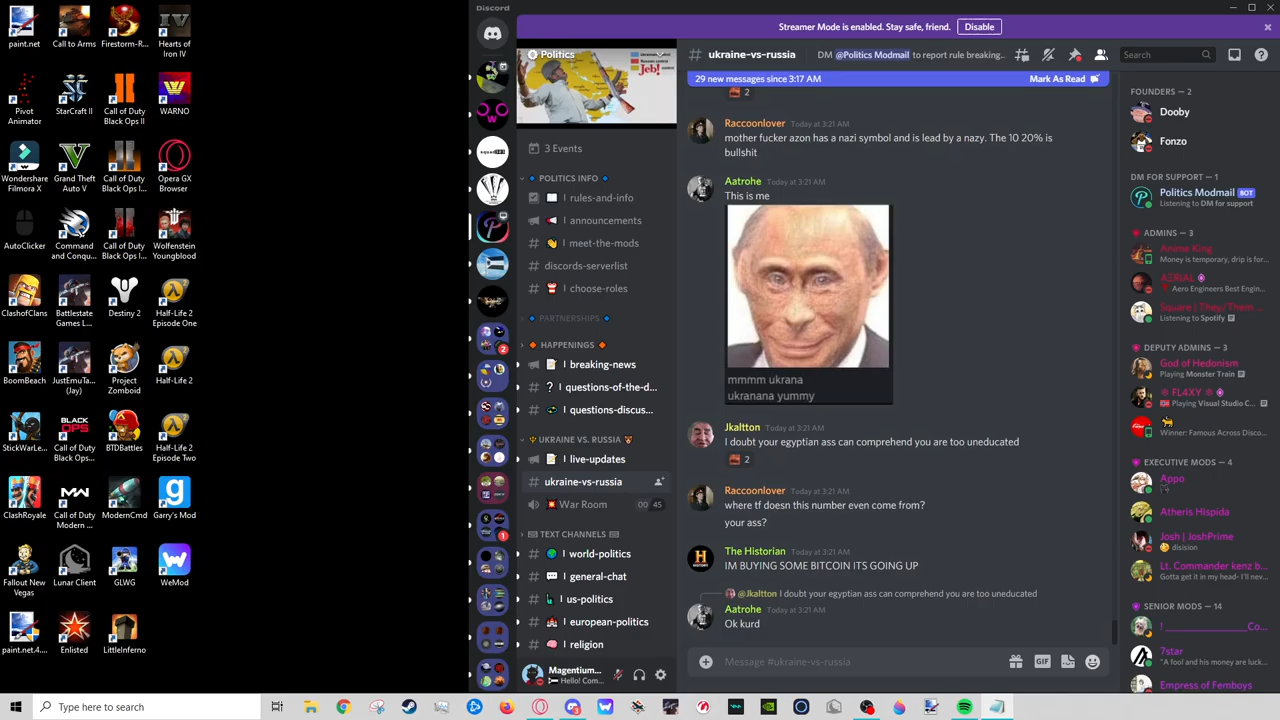 Discord
Streamer Mode is enabled. Stay safe, friend.
Disable
paint.net
Call to Arms
Firestorm-R...
Hearts of
Iron IV
Pivot
Animator
StarCraft II
Call of Duty
Black Ops II
WARNO
Wondershare
Filmora X
Grand Theft
Auto V
Call of Duty
Black Ops I...
Opera GX
Browser
AutoClicker
Command
and Conqu...
Call of Duty
Black Ops I...
Wolfenstein
Youngblood
ClashofClans
Battlestate
Games L...
Destiny 2
Half-Life 2
Episode One
BoomBeach
JustEmuTa...
(Jay)
Project
Zomboid
Half-Life 2
StickWarLe...
Call of Duty
Black Ops...
BTDBattles
Half-Life 2
Episode Two
ClashRoyale
Call of Duty
Modern ...
ModernCmd
Garry's Mod
Fallout New
Vegas
Lunar Client
GLWG
WeMod
paint.net.4....
Enlisted
LittleInferno
Politics
Jeb!
3 Events
POLITICS INFO
| rules-and-info
| announcements
| meet-the-mods
discords-serverlist
| choose-roles
PARTNERSHIPS
HAPPENINGS
| breaking-news
| questions-of-the-d...
| questions-discus...
UKRAINE VS. RUSSIA
| live-updates
ukraine-vs-russia
War Room
00 45
TEXT CHANNELS
| world-politics
| general-chat
| us-politics
| european-politics
| religion
Magentium...
Hello! Com...
ukraine-vs-russia
DM @Politics Modmail to report rule breaking...
Search
29 new messages since 3:17 AM
Mark As Read
2
Raccoonlover Today at 3:21 AM
mother fucker azon has a nazi symbol and is lead by a nazy. The 10 20% is
bullshit
Aatrohe Today at 3:21 AM
This is me
mmmm ukrana
ukranana yummy
Jkaltton Today at 3:21 AM
I doubt your egyptian ass can comprehend you are too uneducated
2
Raccoonlover Today at 3:21 AM
where tf doesn this number even come from?
your ass?
The Historian Today at 3:21 AM
IM BUYING SOME BITCOIN ITS GOING UP
@Jkaltton I doubt your egyptian ass can comprehend you are too uneducated
Aatrohe Today at 3:21 AM
Ok kurd
Message #ukraine-vs-russia
GIF
FOUNDERS — 2
Dooby
Fonzo
DM FOR SUPPORT — 1
Politics Modmail BOT
Listening to DM for support
ADMINS — 3
Anime King
Money is temporary, drip is for...
Aero Engineers Best Engin...
Square | They/Them ...
Listening to Spotify
DEPUTY ADMINS — 3
God of Hedonism
Playing Monster Train
FL4XY
Playing Visual Studio C...
Winner: Famous Across Disco...
EXECUTIVE MODS — 4
Appo
Atheris Hispida
Josh | JoshPrime
disision
Lt. Commander kenz b...
Gotta get it in my head- I'll nev...
SENIOR MODS — 14
! ____________________Co...
7star
"A fool and his money are luck...
Empress of Femboys
Type here to search